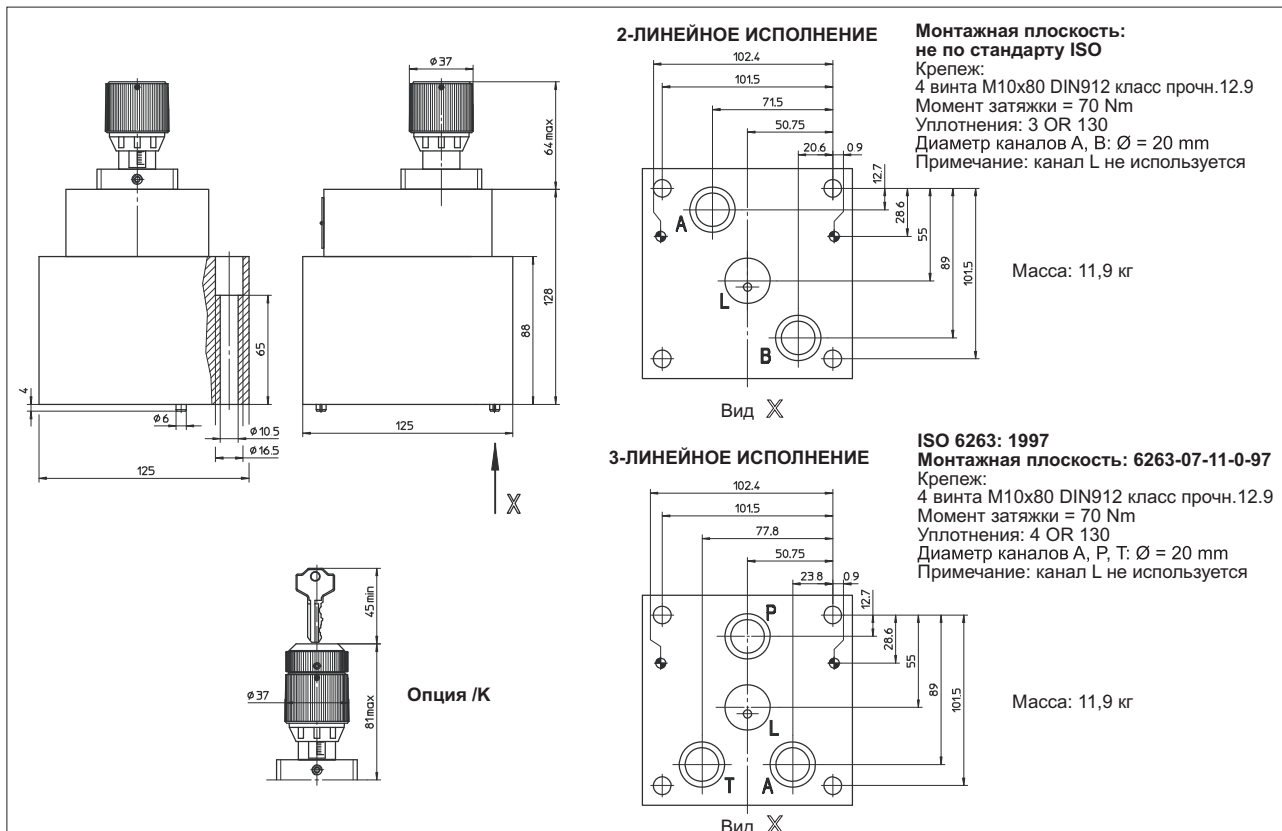 ø37
64max
128
88
65
4
ø6
ø10.5
ø16.5
125
125
X
2-ЛИНЕЙНОЕ ИСПОЛНЕНИЕ
102.4
101.5
71.5
50.75
20.6
0.9
12.7
28.6
55
89
101.5
A
L
B
Вид X
Монтажная плоскость:
не по стандарту ISO
Крепеж:
4 винта M10x80 DIN912 класс прочн.12.9
Момент затяжки = 70 Nm
Уплотнения: 3 OR 130
Диаметр каналов A, B: Ø = 20 mm
Примечание: канал L не используется
Масса: 11,9 кг
45min
ø37
81max
Опция /K
3-ЛИНЕЙНОЕ ИСПОЛНЕНИЕ
102.4
101.5
77.8
50.75
23 8
0.9
12.7
28.6
55
89
101.5
P
L
T
A
Вид X
ISO 6263: 1997
Монтажная плоскость: 6263-07-11-0-97
Крепеж:
4 винта M10x80 DIN912 класс прочн.12.9
Момент затяжки = 70 Nm
Уплотнения: 4 OR 130
Диаметр каналов A, P, T: Ø = 20 mm
Примечание: канал L не используется
Масса: 11,9 кг